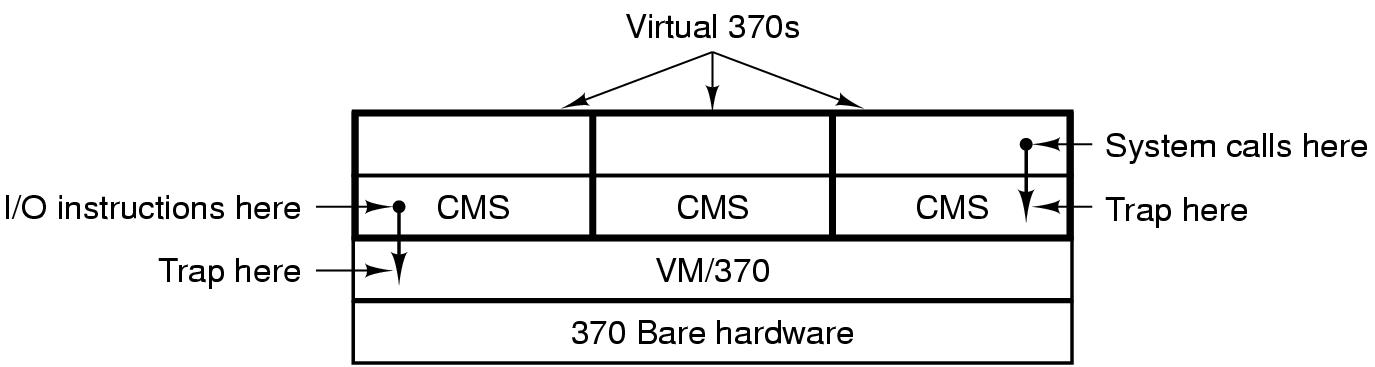 Virtual 370s
System calls here
I/O instructions here
CMS
CMS
CMS
Trap here
Trap here
VM/370
370 Bare hardware